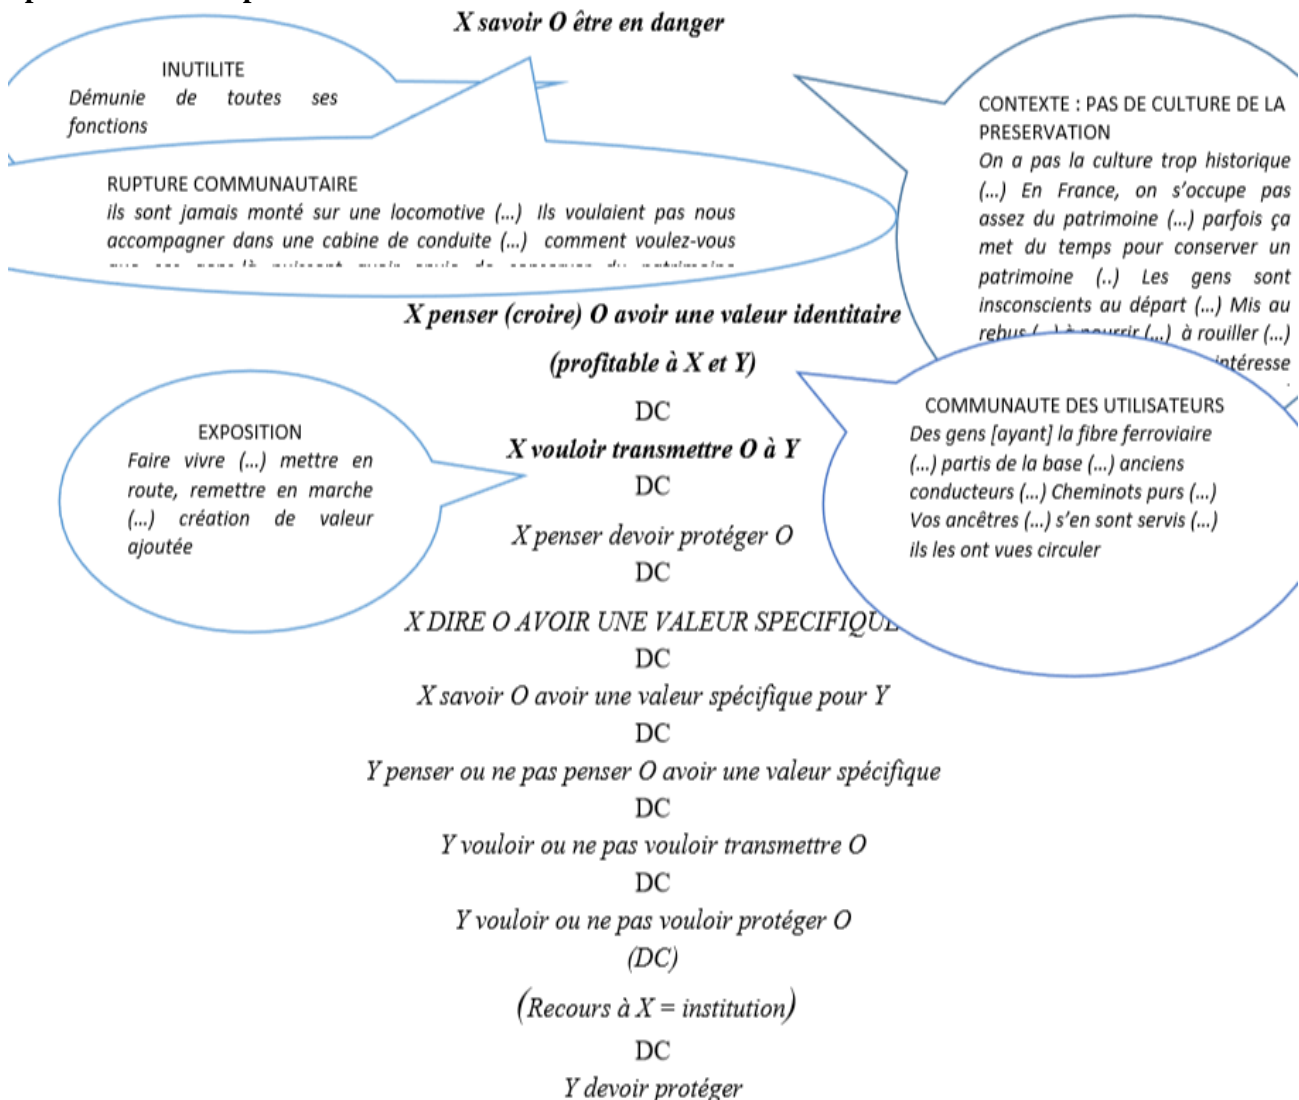 X savoir O être en danger
INUTILITE
Démunie de toutes ses
fonctions
CONTEXTE : PAS DE CULTURE DE LA
PRESERVATION
On a pas la culture trop historique
(...) En France, on s'occupe pas
assez du patrimoine (...) parfois ça
met du temps pour conserver un
patrimoine (..) Les gens sont
insconscients au départ (...) Mis au
rebus (...) à pourrir (...) à rouiller (...)
intéresse
RUPTURE COMMUNAUTAIRE
ils sont jamais monté sur une locomotive (...) Ils voulaient pas nous
accompagner dans une cabine de conduite (...) comment voulez-vous
X penser (croire) O avoir une valeur identitaire
(profitable à X et Y)
DC
X vouloir transmettre O à Y
DC
EXPOSITION
Faire vivre (...) mettre en
route, remettre en marche
(...) création de valeur
ajoutée
COMMUNAUTE DES UTILISATEURS
Des gens [ayant] la fibre ferroviaire
(...) partis de la base (...) anciens
conducteurs (...) Cheminots purs (...)
Vos ancêtres (...) s'en sont servis (...)
ils les ont vues circuler
X penser devoir protéger O
DC
X DIRE O AVOIR UNE VALEUR SPECIFIQUE
DC
X savoir O avoir une valeur spécifique pour Y
DC
Y penser ou ne pas penser O avoir une valeur spécifique
DC
Y vouloir ou ne pas vouloir transmettre O
DC
Y vouloir ou ne pas vouloir protéger O
(DC)
(Recours à X = institution)
DC
Y devoir protéger